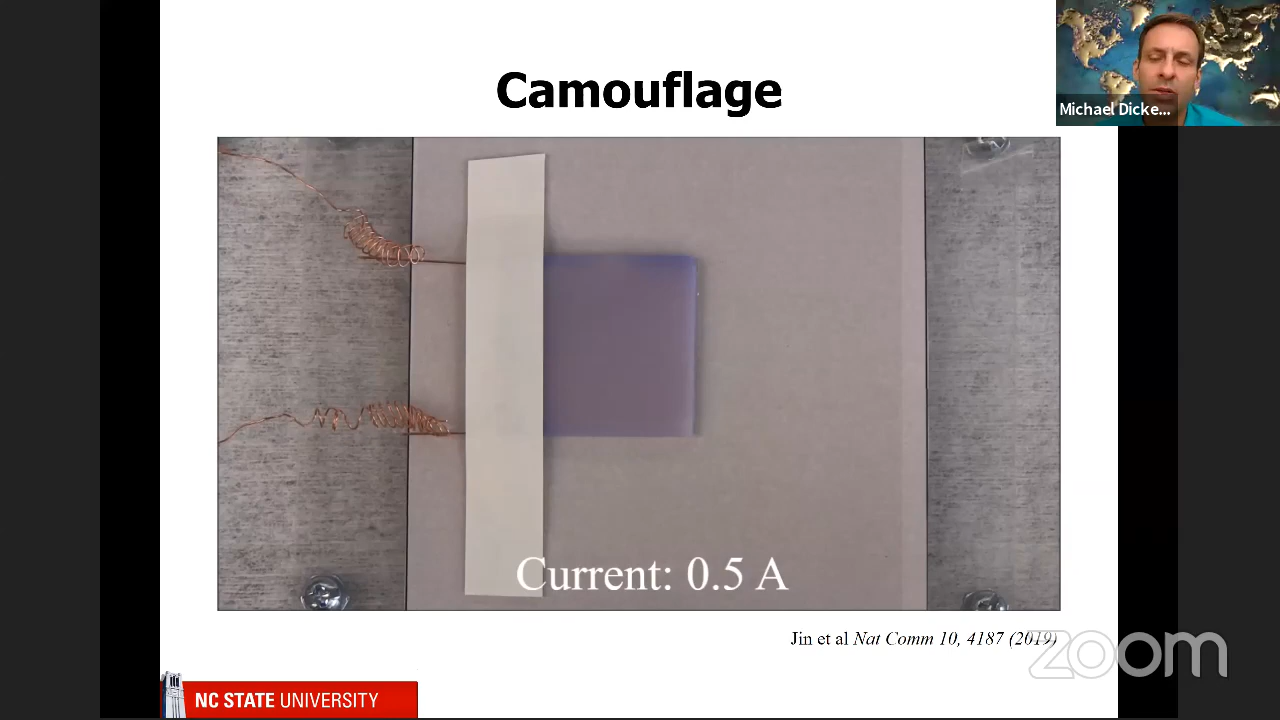 Camouflage
Michael Dicke...
Current: 0.5 A
Jin et al Nat Comm 10, 4187 (2019)
zoom
NC STATE UNIVERSITY